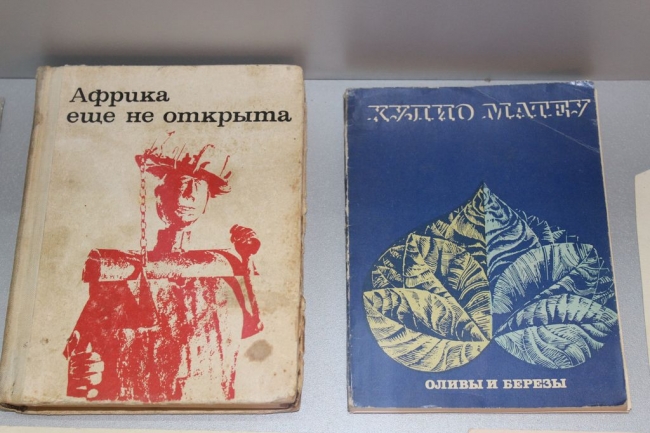 Африка
еще не открыта
ХУЛИО МАТЕУ
ОЛИВЫ И БЕРЕЗЫ